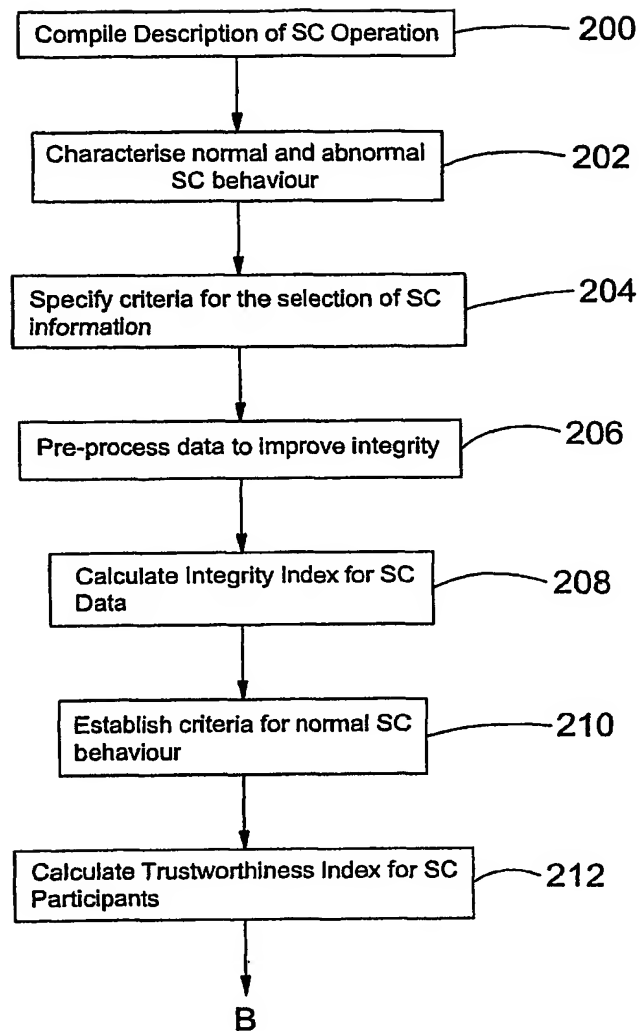 Compile Description of SC Operation
200
Characterise normal and abnormal
SC behaviour
202
Specify criteria for the selection of SC
information
204
Pre-process data to improve integrity
206
Calculate Integrity Index for SC
Data
208
Establish criteria for normal SC
behaviour
210
Calculate Trustworthiness Index for SC
Participants
212
B